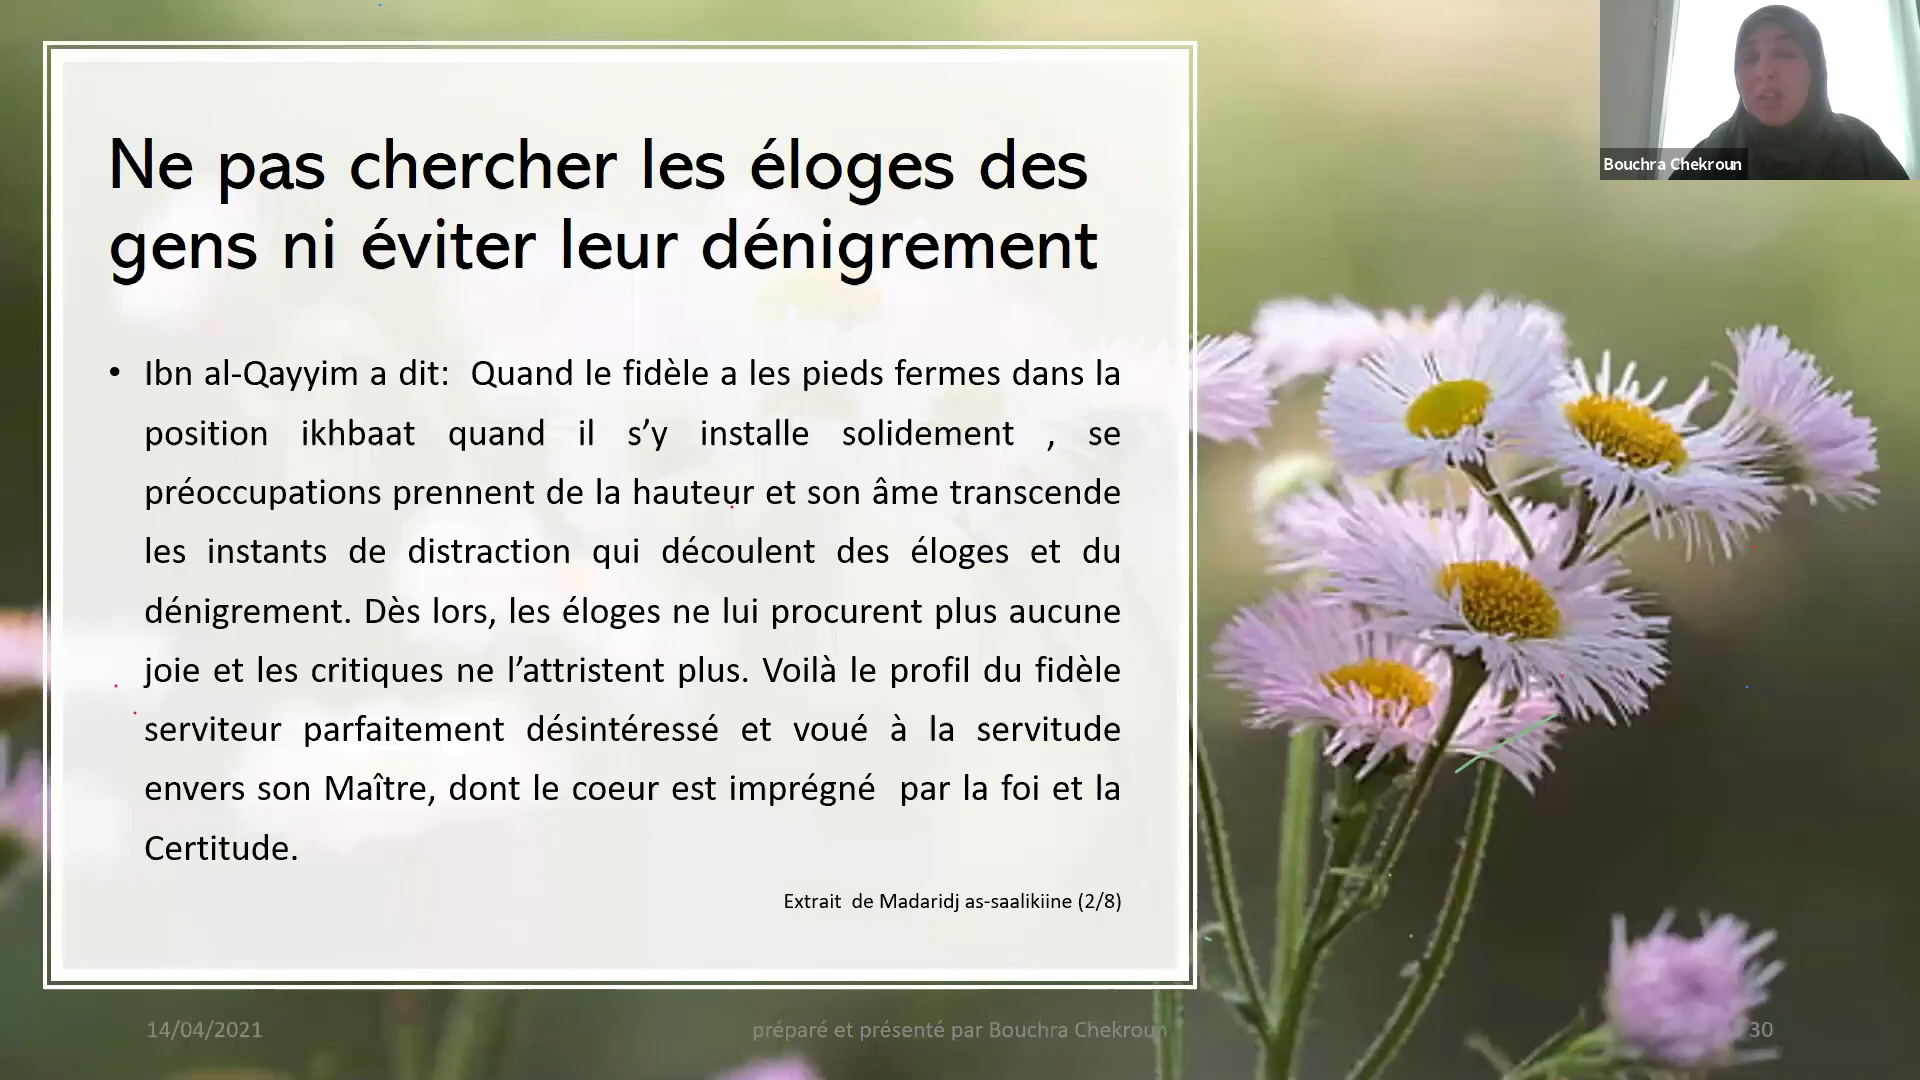 Ne pas chercher les éloges des
gens ni éviter leur dénigrement
• Ibn al-Qayyim a dit:  Quand le fidèle a les pieds fermes dans la
position ikhbaat quand il s’y installe solidement , se
préoccupations prennent de la hauteur et son âme transcende
les instants de distraction qui découlent des éloges et du
dénigrement. Dès lors, les éloges ne lui procurent plus aucune
joie et les critiques ne l’attristent plus. Voilà le profil du fidèle
serviteur parfaitement désintéressé et voué à la servitude
envers son Maître, dont le coeur est imprégné  par la foi et la
Certitude.
Extrait  de Madaridj as-saalikiine (2/8)
14/04/2021
préparé et présenté par Bouchra Chekroun
30
Bouchra Chekroun